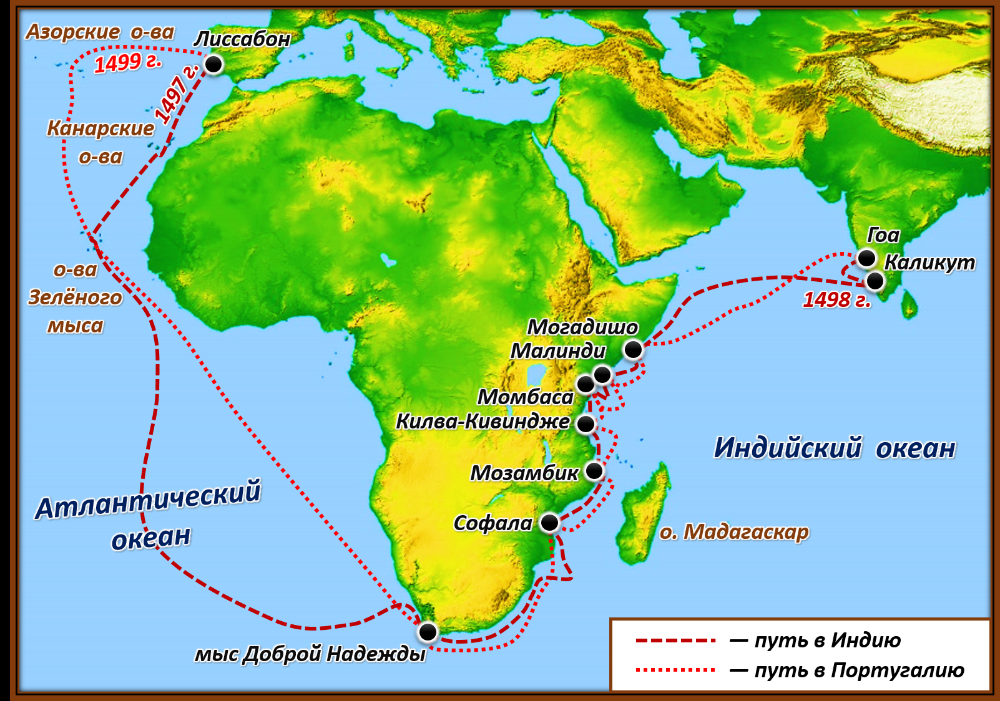 Азорские о-ва
Лиссабон
1499 г.
1497 г.
Канарские
о-ва
Гоа
Каликут
1498 г.
о-ва
Зелёного
мыса
Могадишо
Малинди
Момбаса
Килва-Кивиндже
Индийский океан
Мозамбик
Атлантический
океан
Софала
о. Мадагаскар
мыс Доброй Надежды
— путь в Индию
— путь в Португалию